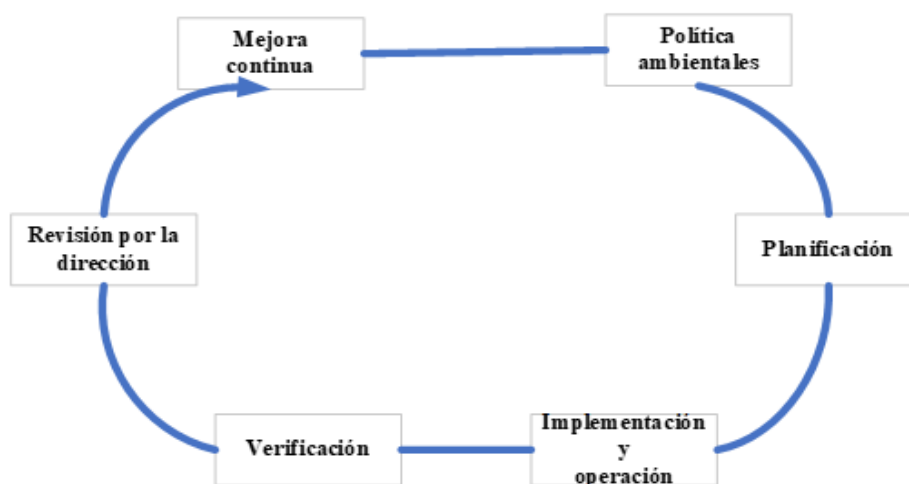 Mejora
continua
Política
ambientales
Revisión por la
dirección
Planificación
Verificación
Implementación
y
operación